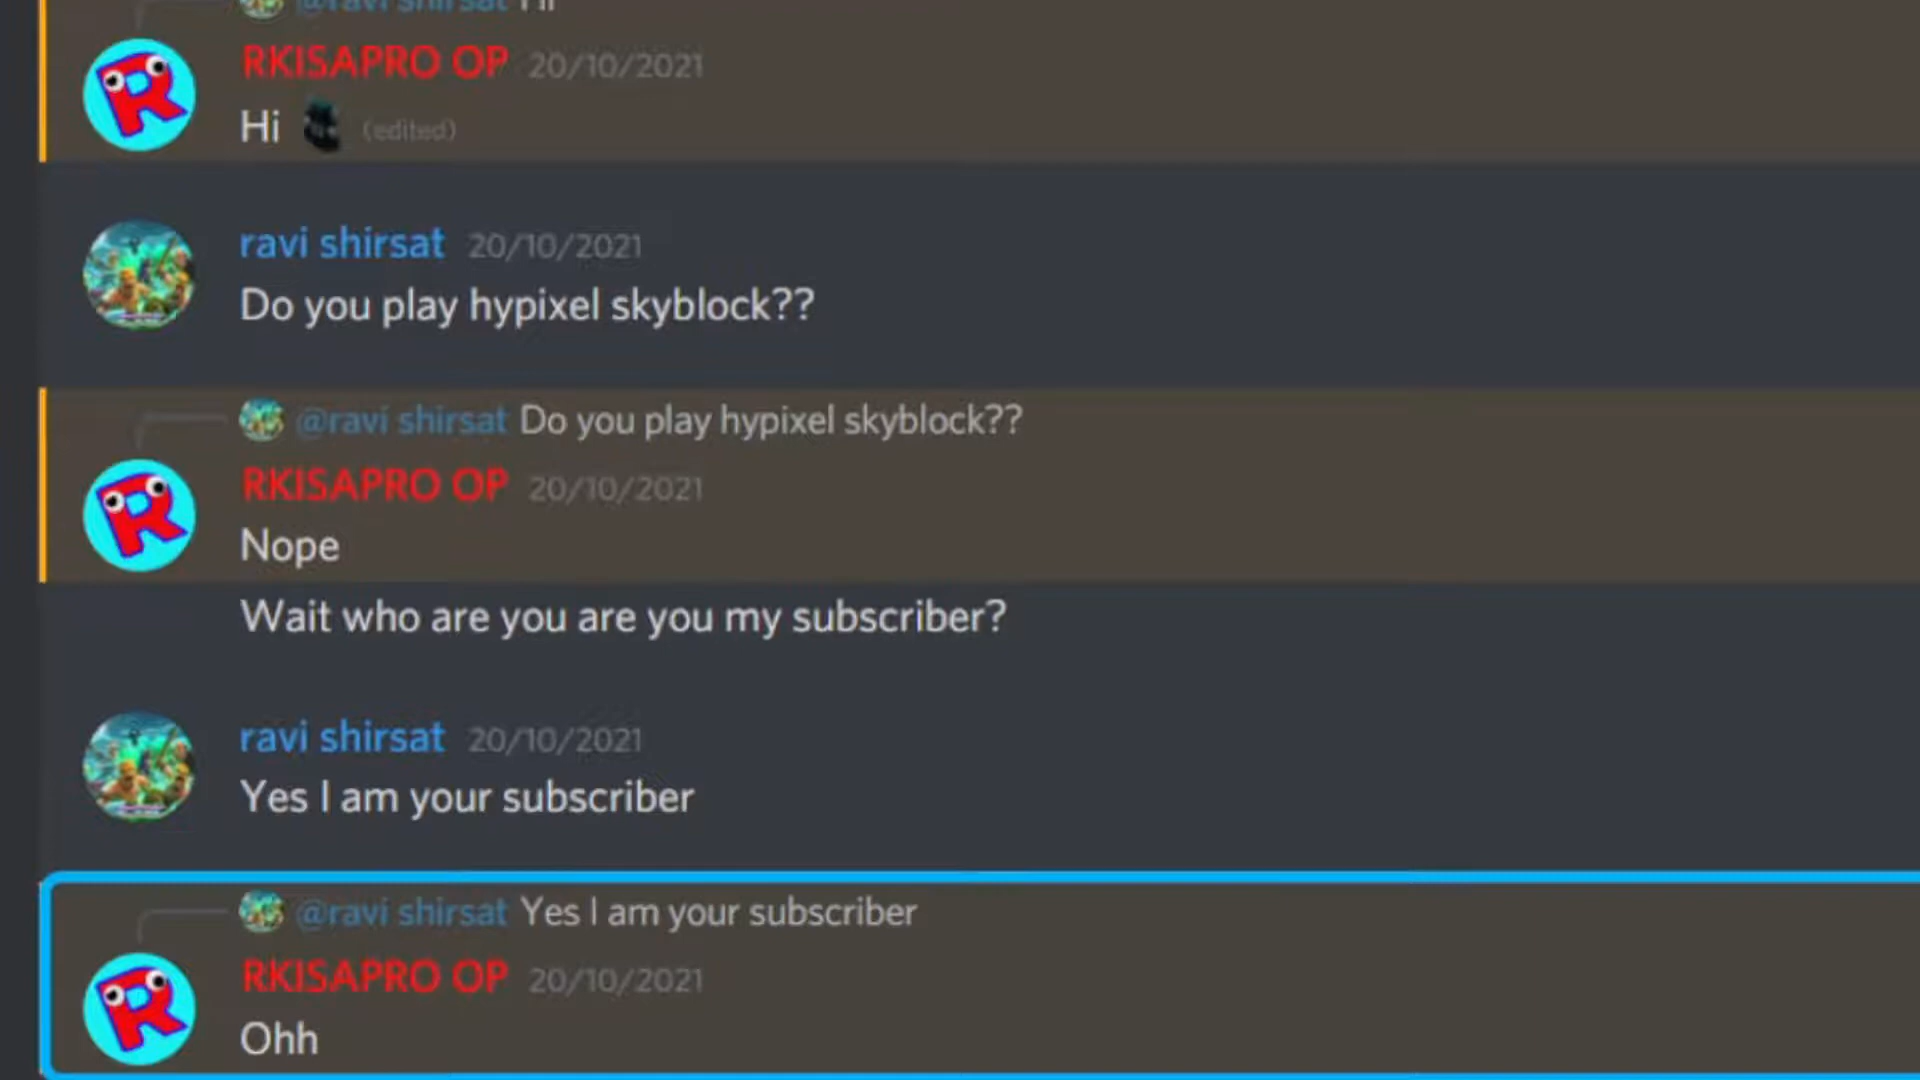 @ravi shirsat Hi
RKISAPRO OP 20/10/2021
Hi (edited)
ravi shirsat 20/10/2021
Do you play hypixel skyblock??
@ravi shirsat Do you play hypixel skyblock??
RKISAPRO OP 20/10/2021
Nope
Wait who are you are you my subscriber?
ravi shirsat 20/10/2021
Yes I am your subscriber
@ravi shirsat Yes I am your subscriber
RKISAPRO OP 20/10/2021
Ohh